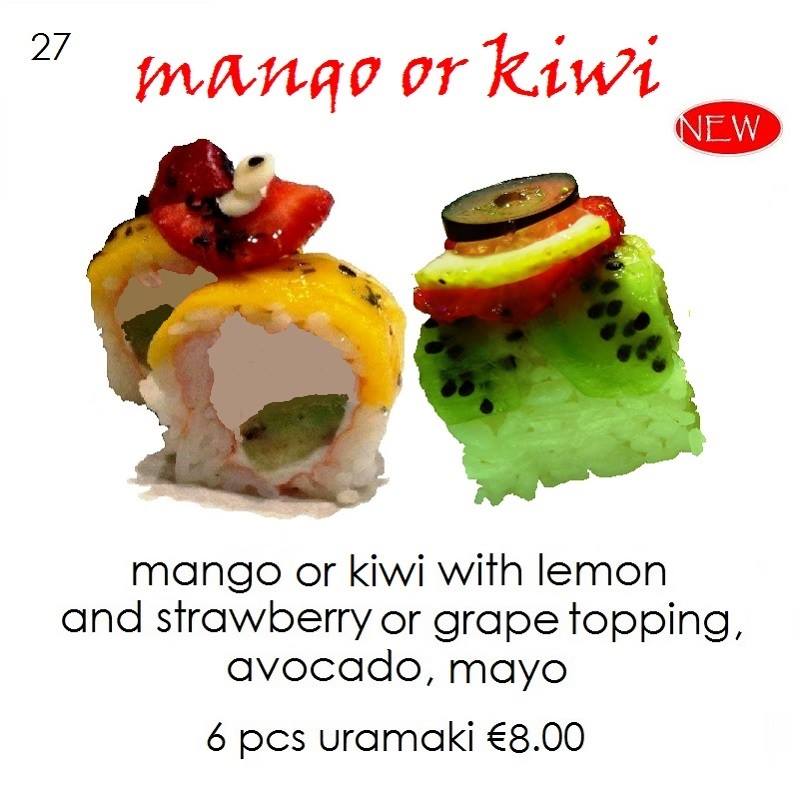 27
mango or kiwi
NEW
mango or kiwi with lemon
and strawberry or grape topping,
avocado, mayo
6 pcs uramaki €8.00